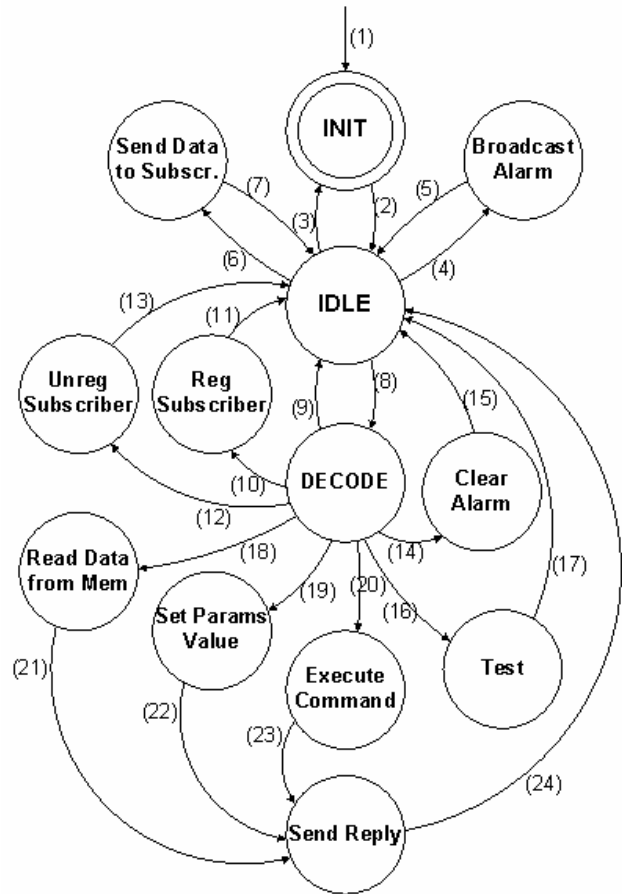 (1)
INIT
Send Data
to Subscr.
Broadcast
Alarm
(7)
(5)
(3)
(2)
(6)
(4)
IDLE
(13)
(11)
Unreg
Subscriber
Reg
Subscriber
(9)
(8)
(15)
(10)
DECODE
Clear
Alarm
(12)
(14)
(18)
(19)
(20)
(16)
(17)
Read Data
from Mem
Set Params
Value
Execute
Command
Test
(21)
(22)
(23)
(24)
Send Reply